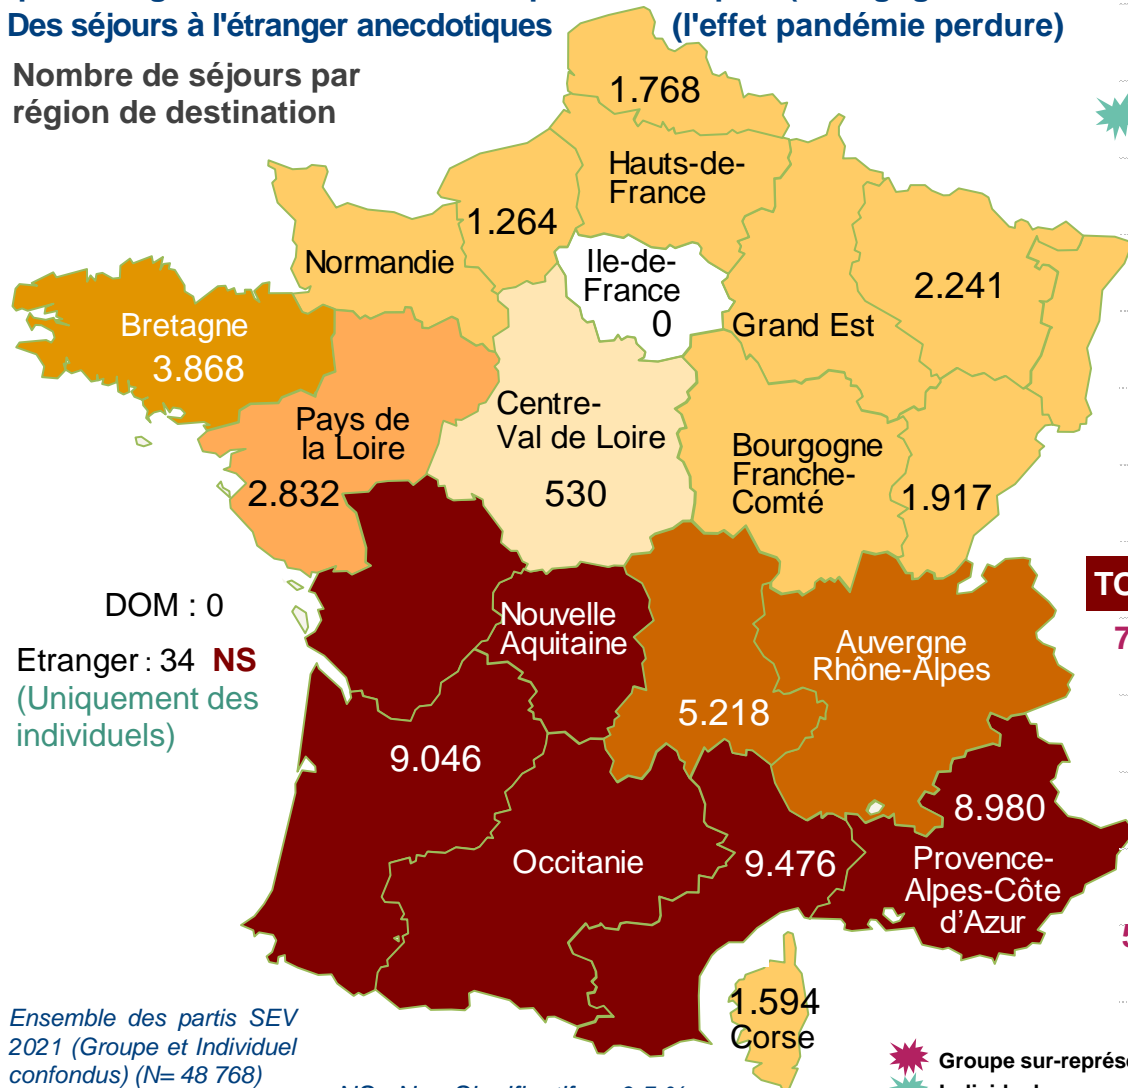 Des séjours à l'étranger anecdotiques (l'effet pandémie perdure)
Nombre de séjours par
région de destination
1.768
Hauts-de-
France
1.264
Normandie
Ile-de-
France
0
2.241
Grand Est
Bretagne
3.868
Pays de
la Loire
2.832
Centre-
Val de Loire
530
Bourgogne
Franche-
Comté
1.917
DOM : 0
Etranger : 34 NS
(Uniquement des
individuels)
Nouvelle
Aquitaine
9.046
Auvergne
Rhône-Alpes
5.218
8.980
Provence-
Alpes-Côte
d'Azur
Occitanie
9.476
1.594
Corse
Ensemble des partis SEV
2021 (Groupe et Individuel
confondus) (N= 48 768)
Groupe sur-représe